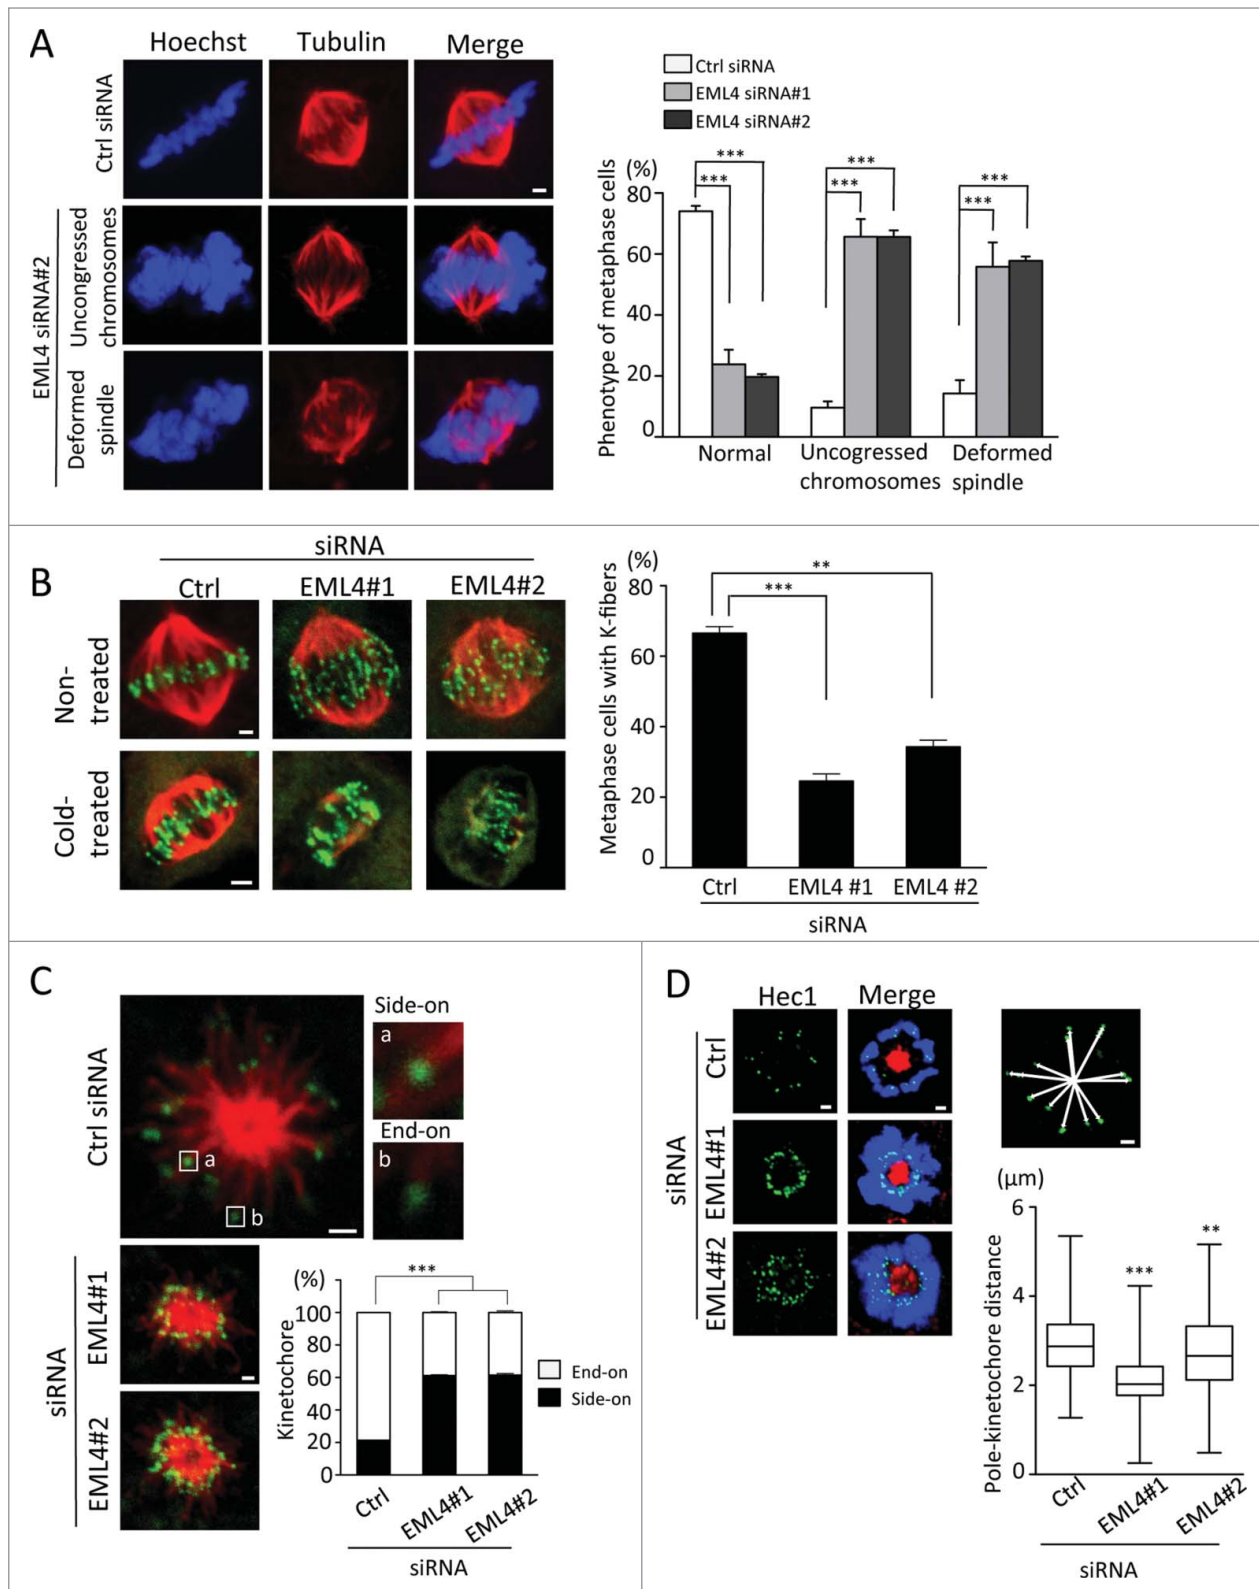 A
Hoechst Tubulin Merge
Ctrl siRNA
EML4 siRNA#2
Uncongressed
chromosomes
Deformed
spindle
Ctrl siRNA
EML4 siRNA#1
EML4 siRNA#2
Phenotype of metaphase cells
(%)
80
60
40
20
0
*** *** *** *** *** ***
Normal
Uncogressed
chromosomes
Deformed
spindle
B
siRNA
Ctrl EML4#1 EML4#2
Non-
treated
Cold-
treated
Metaphase cells with K-fibers
(%)
80
60
40
20
0
**
***
Ctrl EML4 #1 EML4 #2
siRNA
C
Ctrl siRNA
a
b
Side-on
a
End-on
b
siRNA
EML4#1
EML4#2
Kinetochore
(%)
100
80
60
40
20
0
***
End-on
Side-on
Ctrl EML4#1 EML4#2
siRNA
D
Hec1 Merge
siRNA
Ctrl
EML4#1
EML4#2
Pole-kinetochore distance
(μm)
6
4
2
0
***
**
Ctrl EML4#1 EML4#2
siRNA